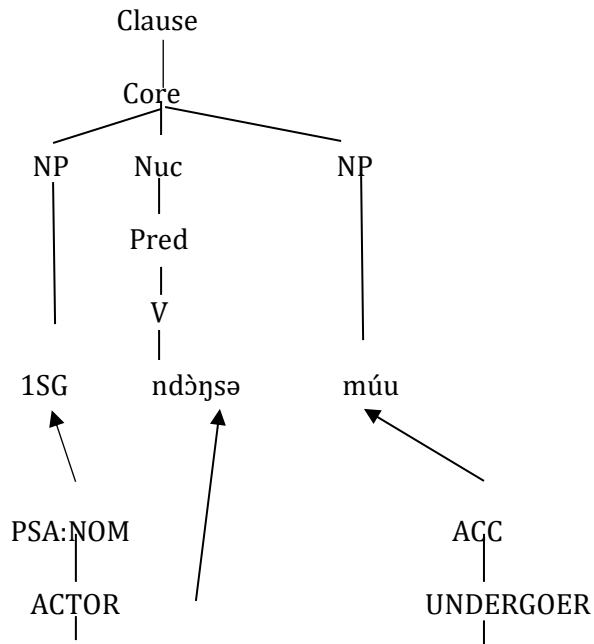 Clause
Core
NP Nuc NP
Pred
V
1SG ndɔ̀ŋsə múu
PSA:NOM ACC
ACTOR UNDERGOER